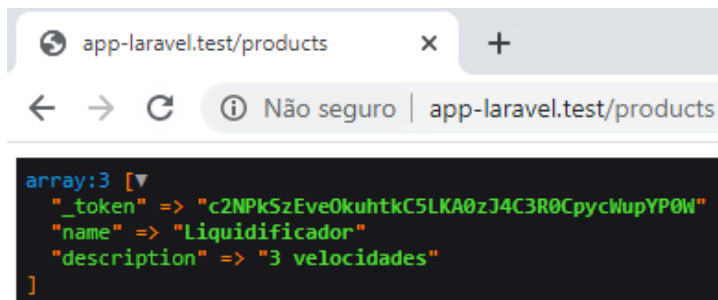 app-laravel.test/products
Não seguro | app-laravel.test/products
array:3 [▼
"_token" => "c2NPkSzEveOkuhtkC5LKA0zJ4C3R0CpycWupYP0W"
"name" => "Liquidificador"
"description" => "3 velocidades"
]